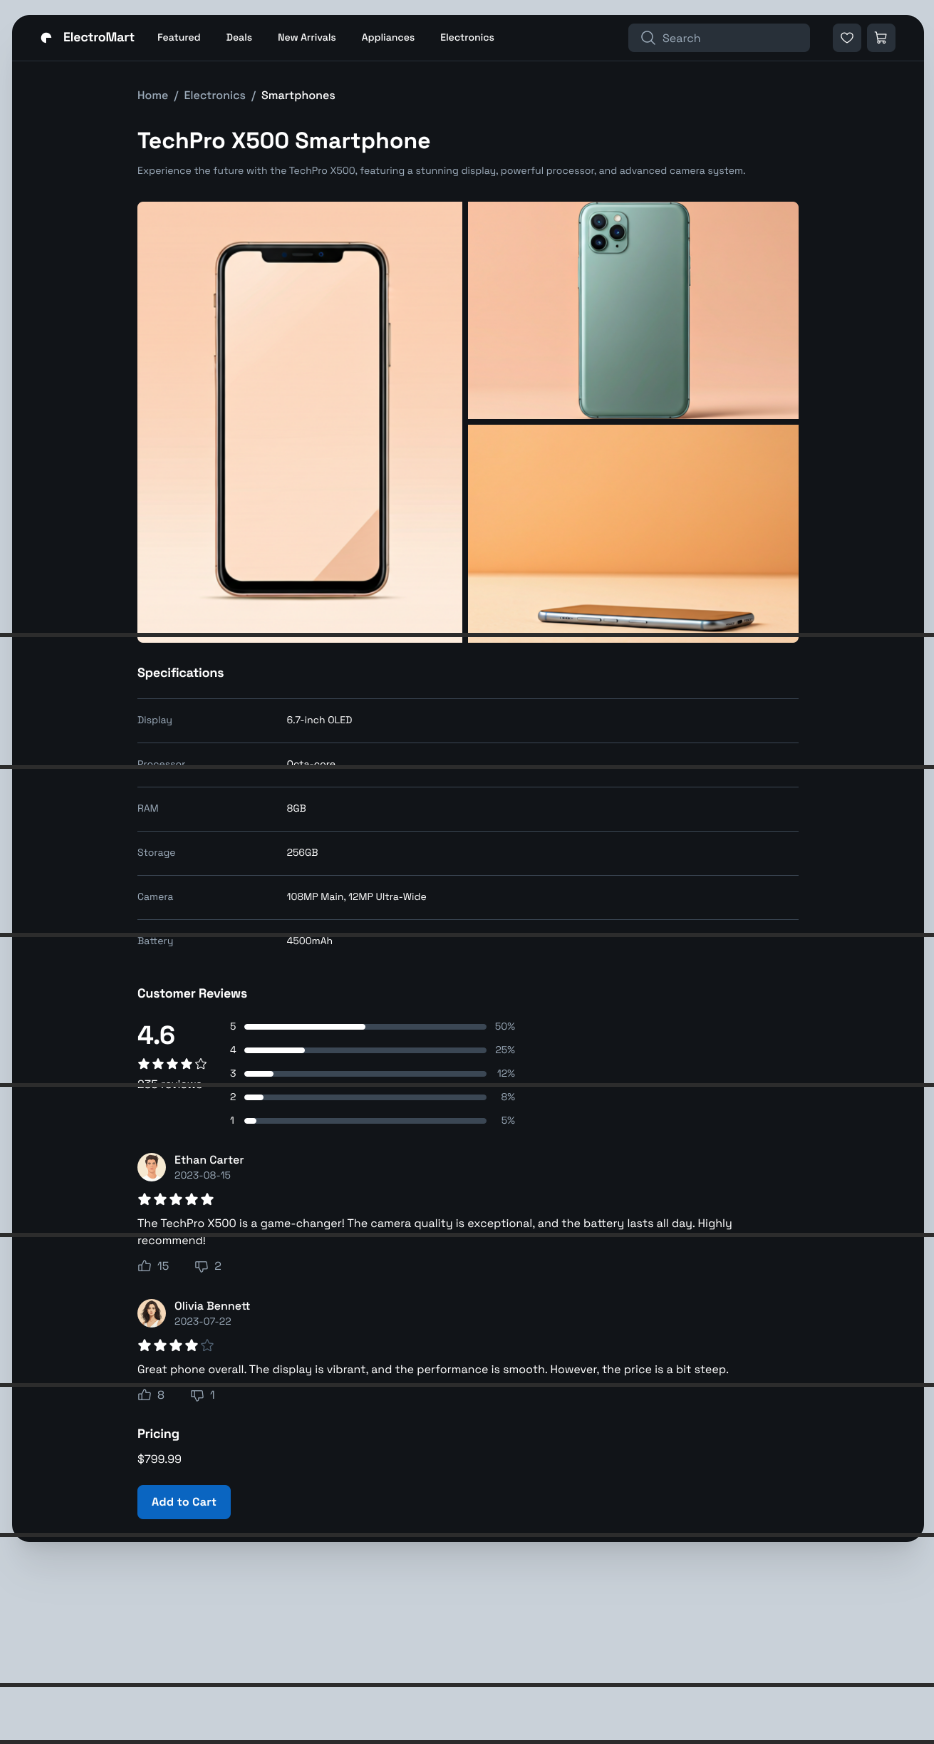 ElectroMart Featured Deals New Arrivals Appliances Electronics Search
Home / Electronics / Smartphones
TechPro X500 Smartphone
Experience the future with the TechPro X500, featuring a stunning display, powerful processor, and advanced camera system.
Specifications
Display 6.7-inch OLED
Processor Octa-core
RAM 8GB
Storage 256GB
Camera 108MP Main, 12MP Ultra-Wide
Battery 4500mAh
Customer Reviews
4.6
235 reviews
5 50%
4 25%
3 12%
2 8%
1 5%
Ethan Carter
2023-08-15
The TechPro X500 is a game-changer! The camera quality is exceptional, and the battery lasts all day. Highly
recommend!
15 2
Olivia Bennett
2023-07-22
Great phone overall. The display is vibrant, and the performance is smooth. However, the price is a bit steep.
8 1
Pricing
$799.99
Add to Cart